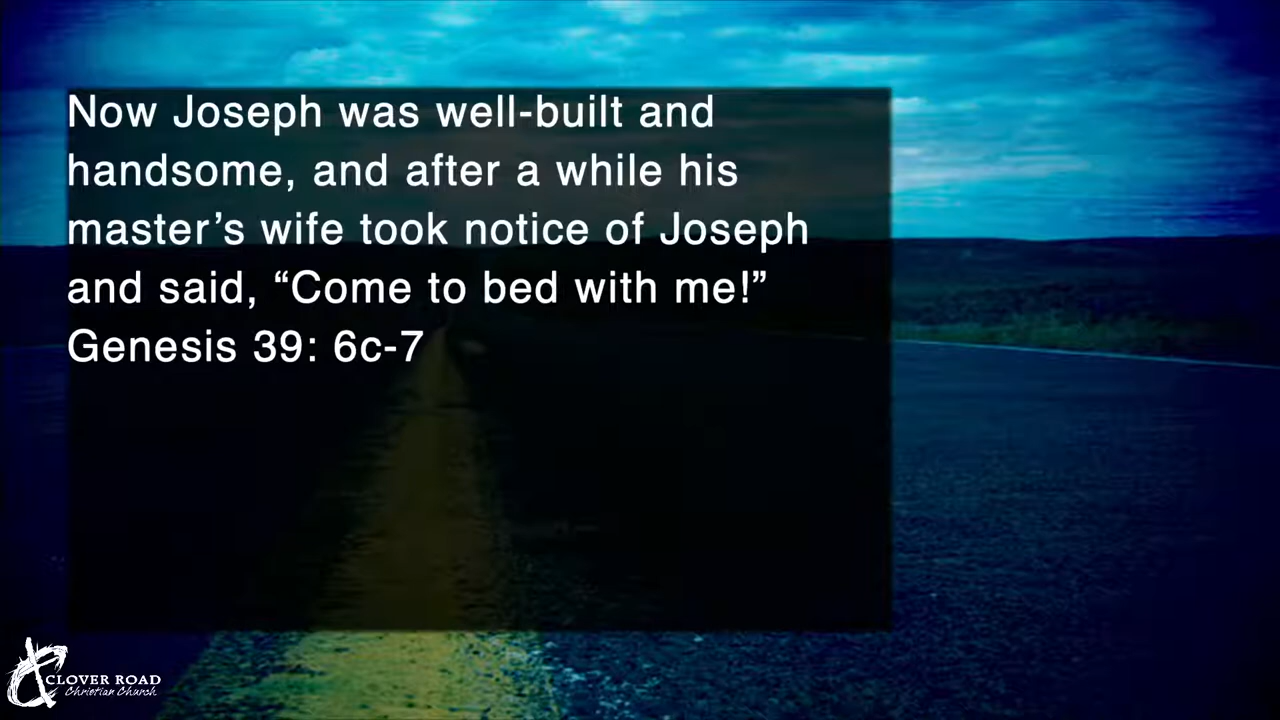 Now Joseph was well-built and
handsome, and after a while his
master’s wife took notice of Joseph
and said, “Come to bed with me!”
Genesis 39: 6c-7
CLOVER ROAD
Christian Church